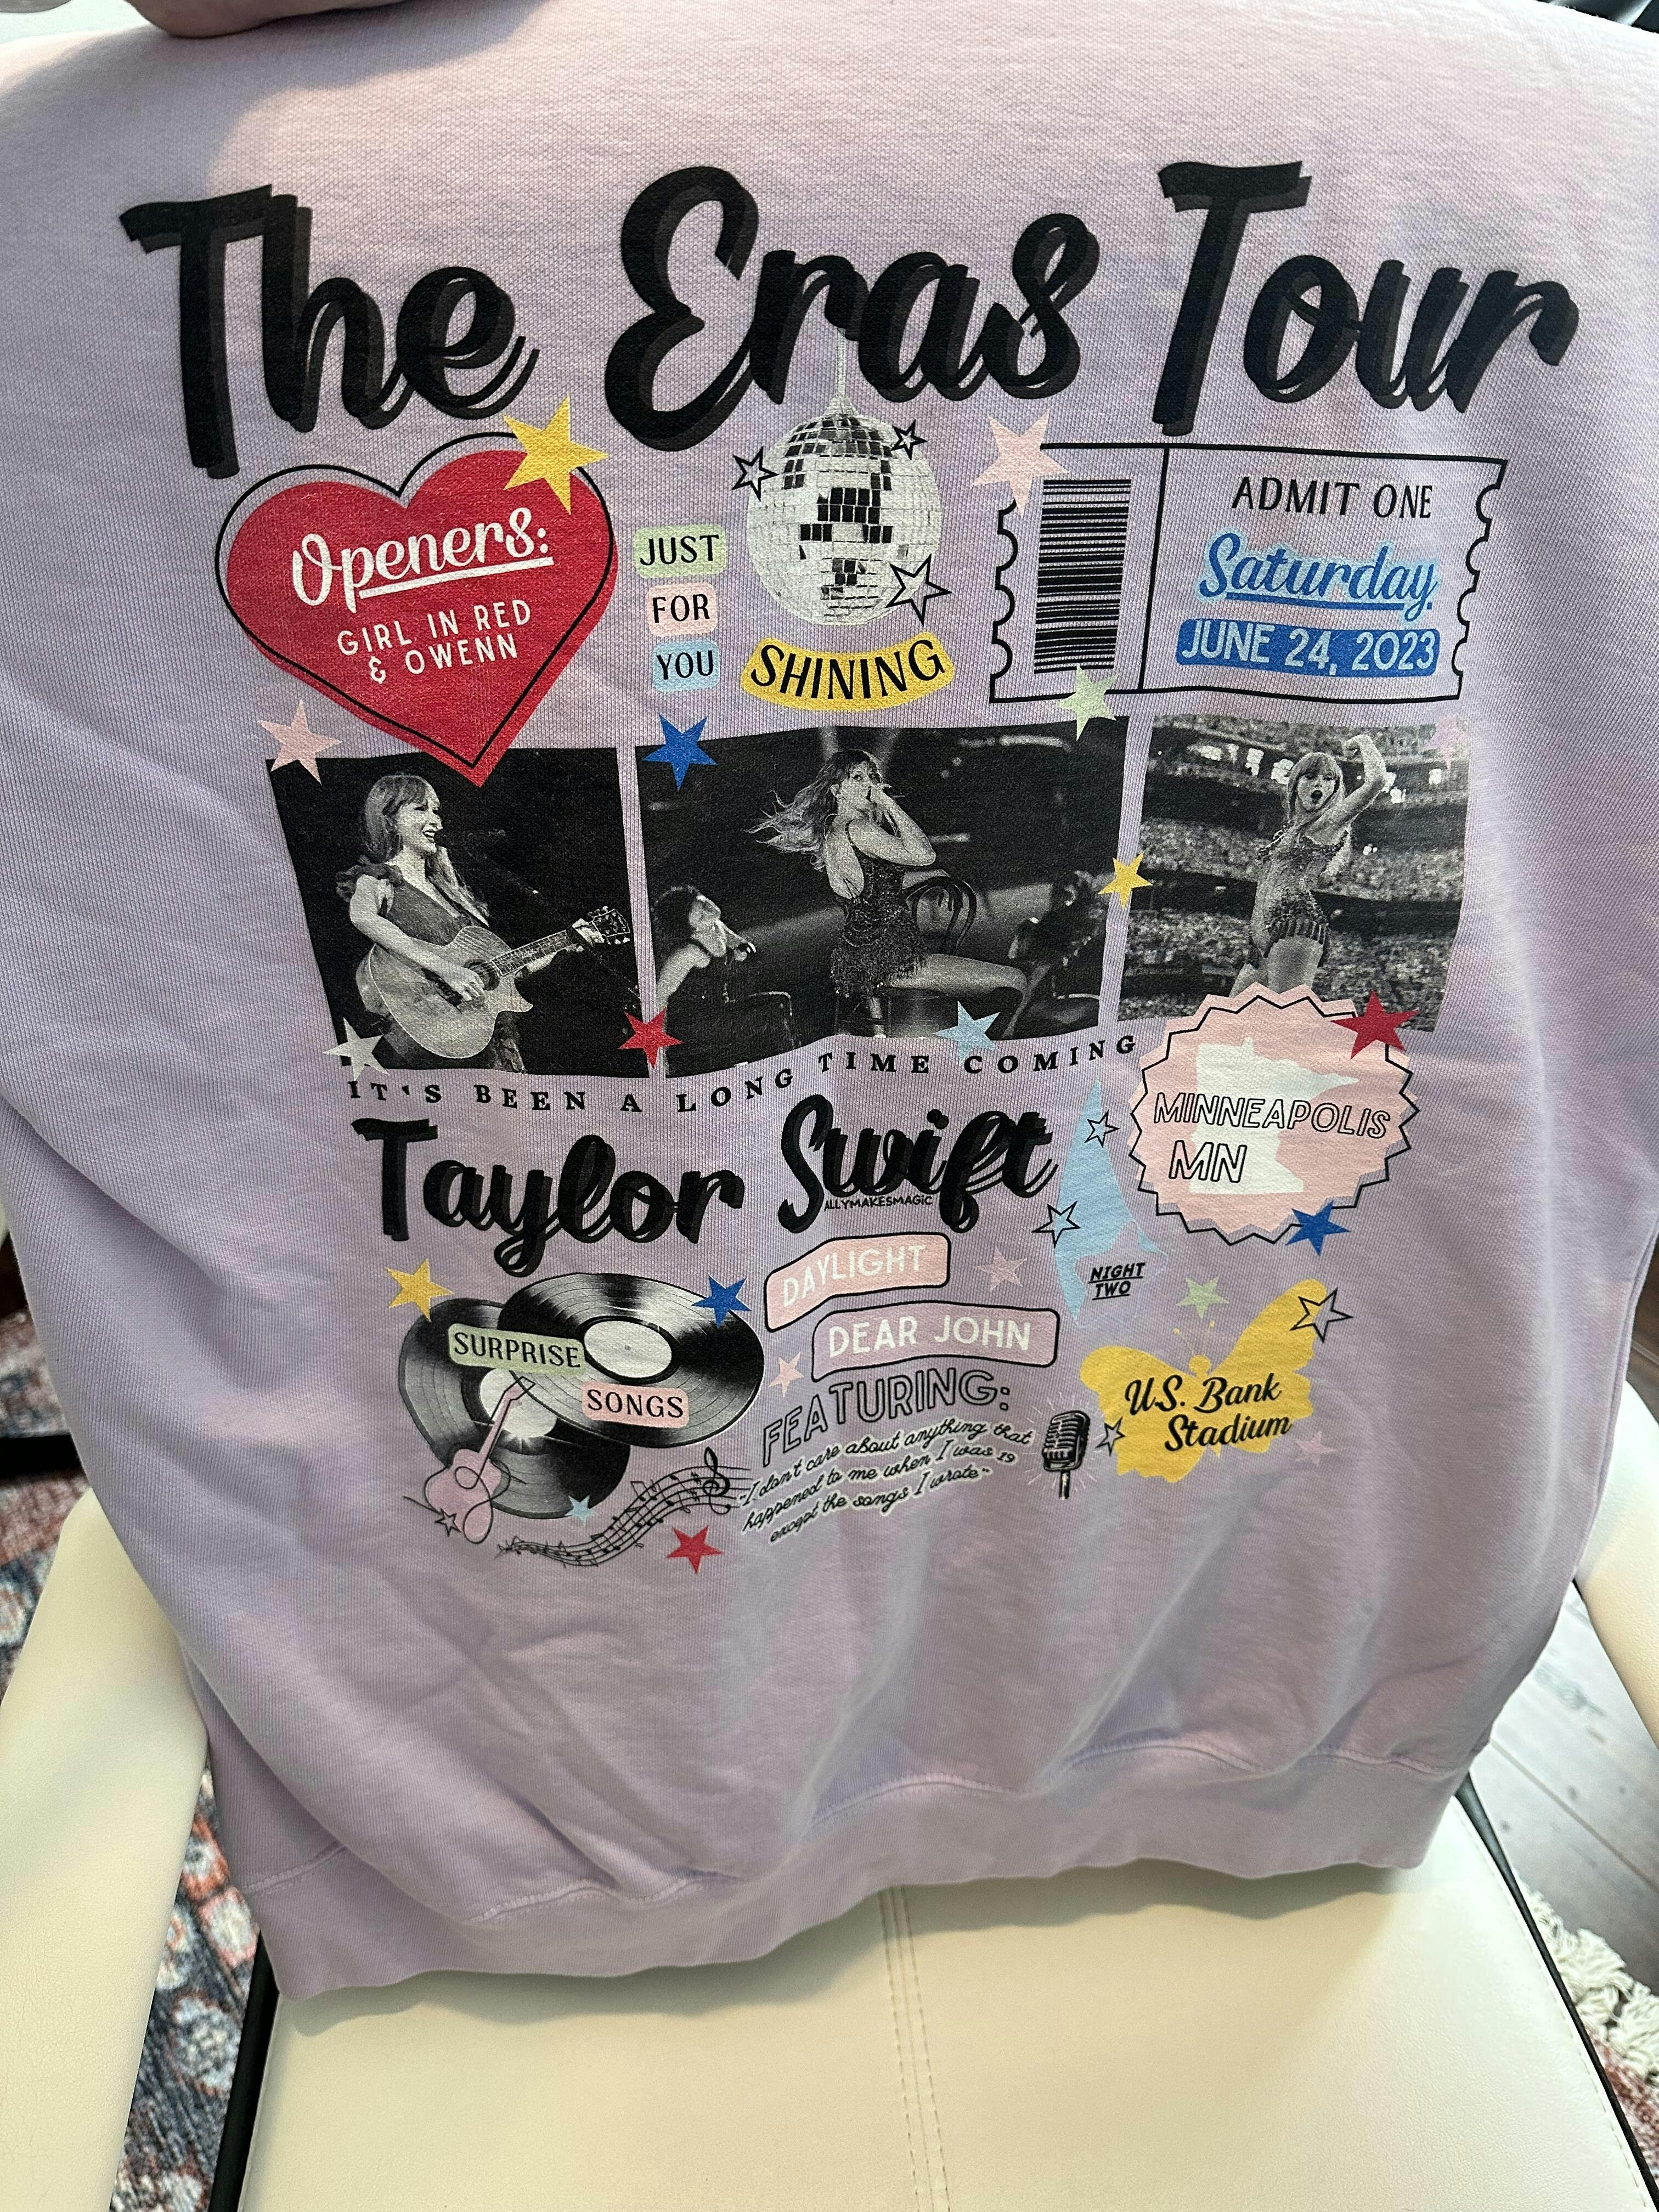 The Eras Tour
Openers:
GIRL IN RED
& OWENN
JUST
FOR
YOU
SHINING
ADMIT ONE
Saturday
JUNE 24, 2023
IT'S BEEN A LONG TIME COMING
Taylor Swift
ALLYMAKESMAGIC
MINNEAPOLIS
MN
NIGHT
TWO
SURPRISE
SONGS
DAYLIGHT
DEAR JOHN
FEATURING:
"I don't care about anything that
happened to me when I was 19
except the songs I wrote"
U.S. Bank
Stadium